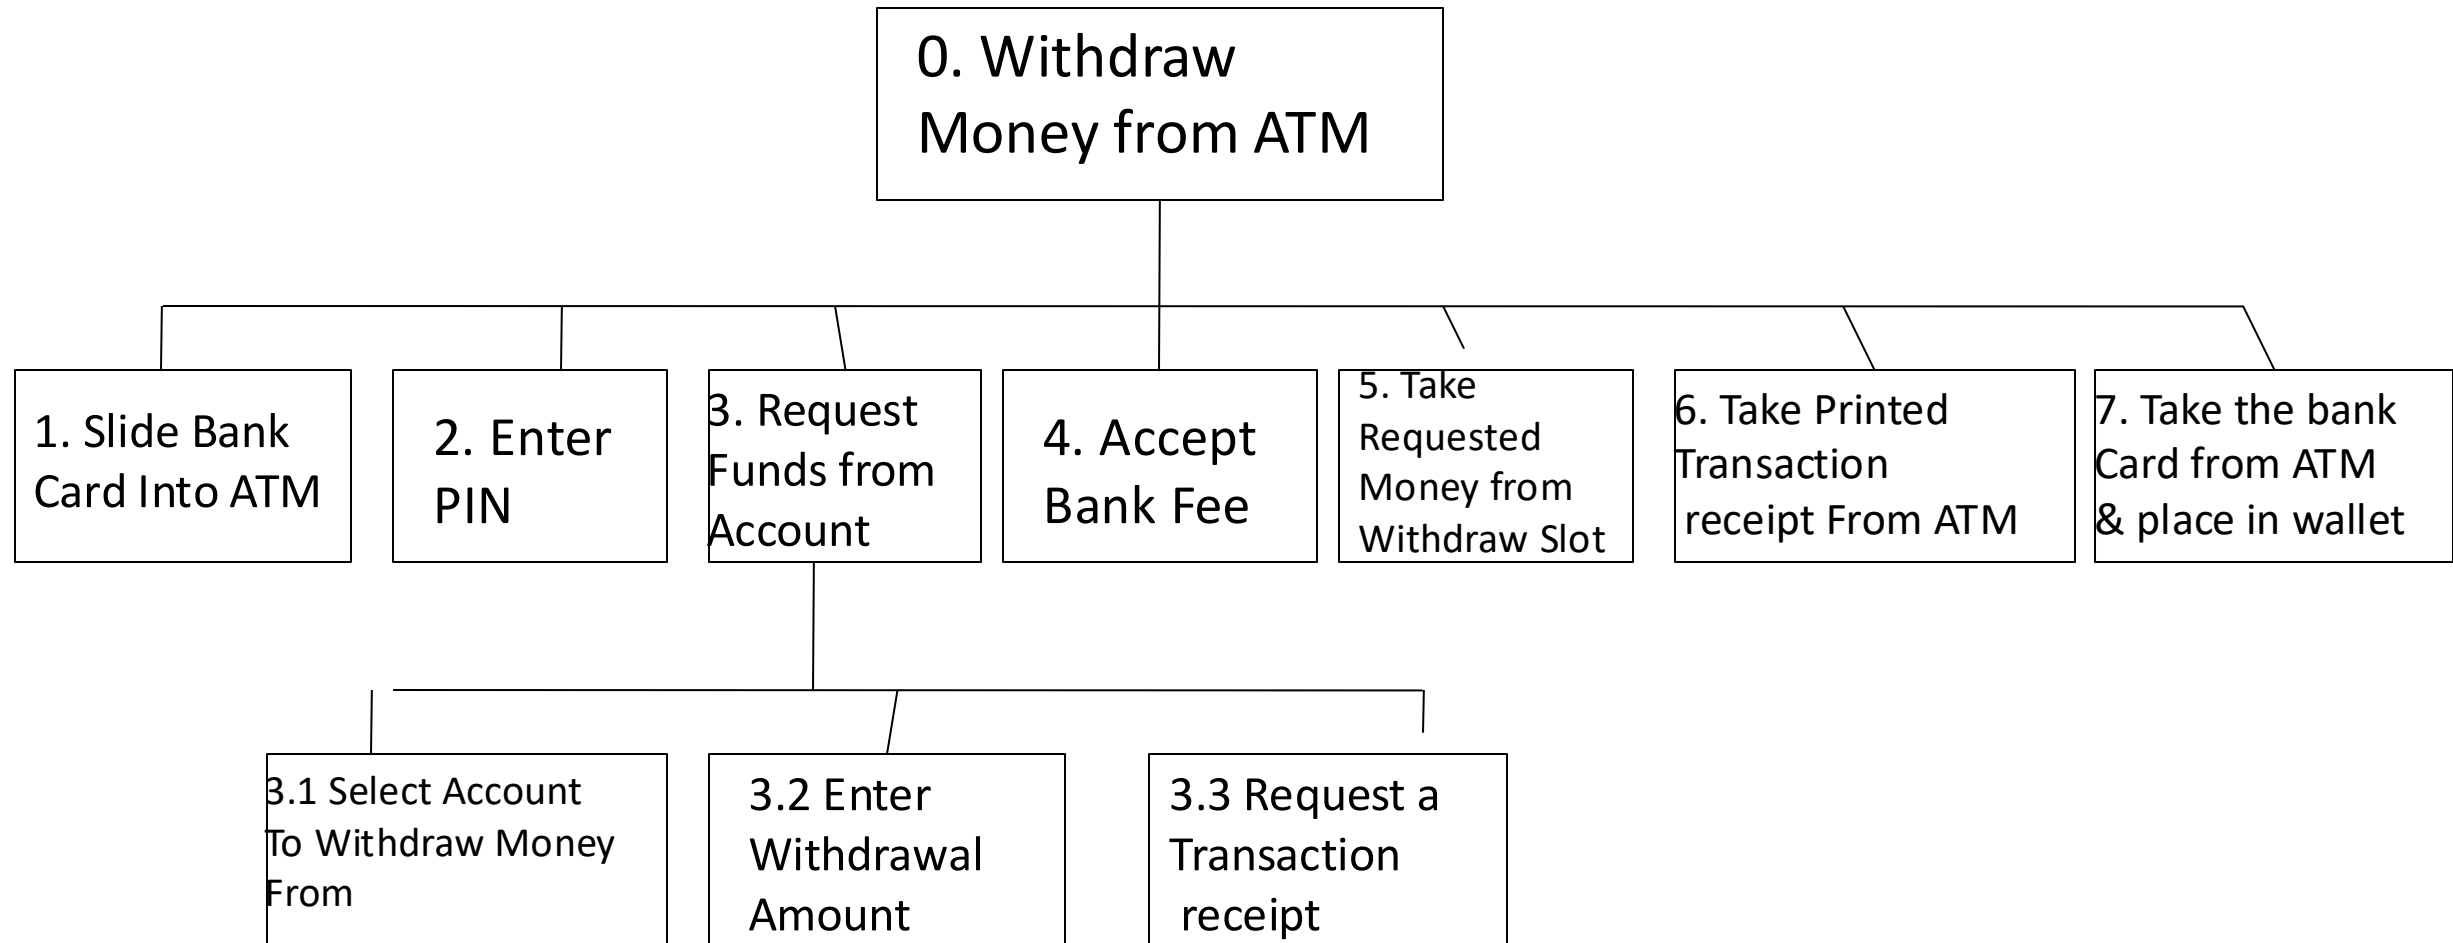 0. Withdraw
Money from ATM
1. Slide Bank
Card Into ATM
2. Enter
PIN
3. Request
Funds from
Account
4. Accept
Bank Fee
5. Take
Requested
Money from
Withdraw Slot
6. Take Printed
Transaction
receipt From ATM
7. Take the bank
Card from ATM
& place in wallet
3.1 Select Account
To Withdraw Money
From
3.2 Enter
Withdrawal
Amount
3.3 Request a
Transaction
receipt